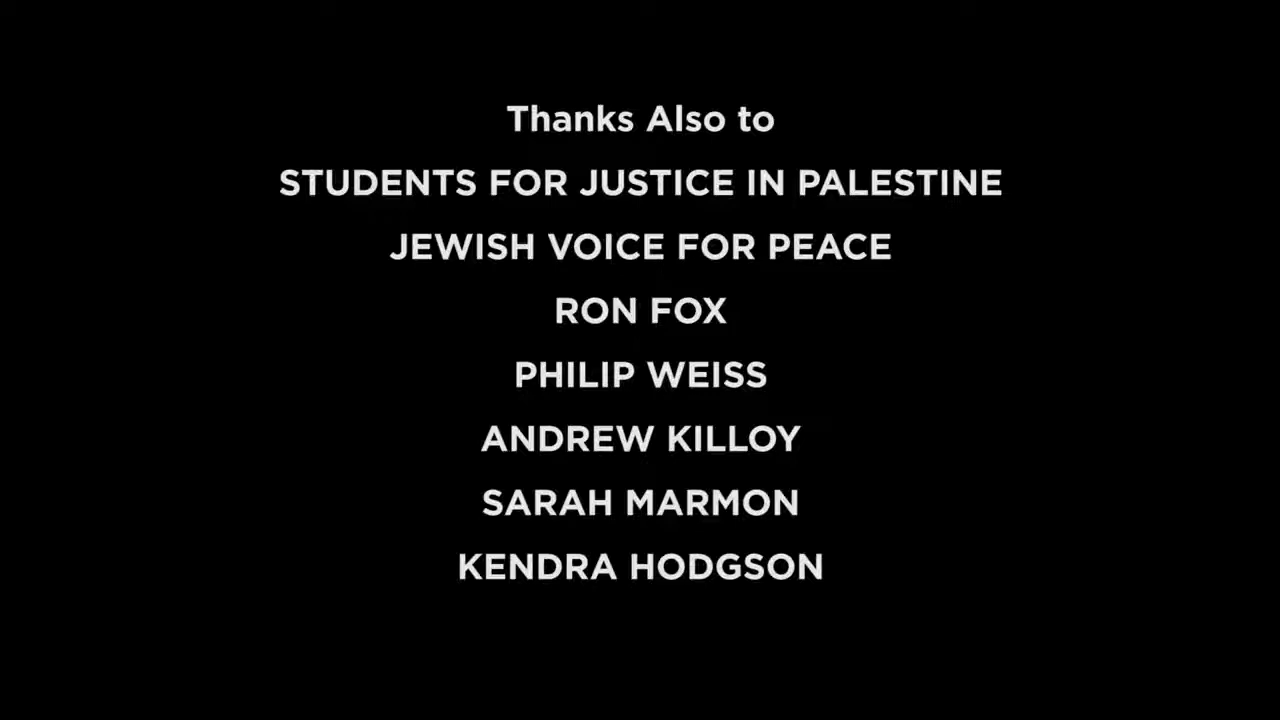 Thanks Also to
STUDENTS FOR JUSTICE IN PALESTINE
JEWISH VOICE FOR PEACE
RON FOX
PHILIP WEISS
ANDREW KILLOY
SARAH MARMON
KENDRA HODGSON